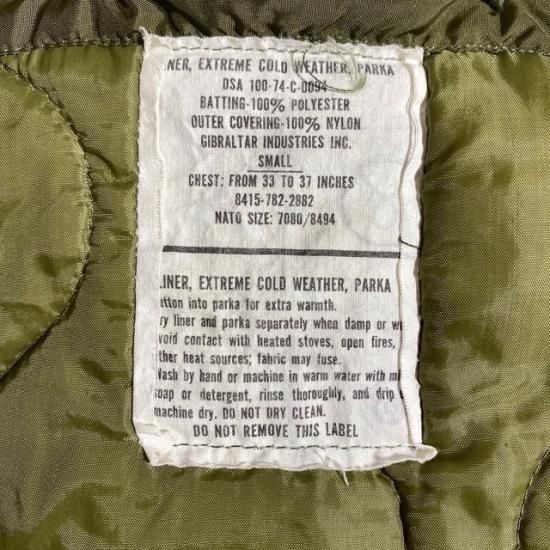 NER, EXTREME COLD WEATHER, PARKA
DSA 100-74-C-0094
BATTING-100% POLYESTER
OUTER COVERING-100% NYLON
GIBRALTAR INDUSTRIES INC.
SMALL
CHEST: FROM 33 TO 37 INCHES
8415-782-2882
NATO SIZE: 7080/8494
LINER, EXTREME COLD WEATHER, PARKA
utton into parka for extra warmth.
ry liner and parka separately when damp or we
void contact with heated stoves, open fires,
ther heat sources; fabric may fuse.
Wash by hand or machine in warm water with mi
soap or detergent, rinse thoroughly, and drip
machine dry. DO NOT DRY CLEAN.
DO NOT REMOVE THIS LABEL